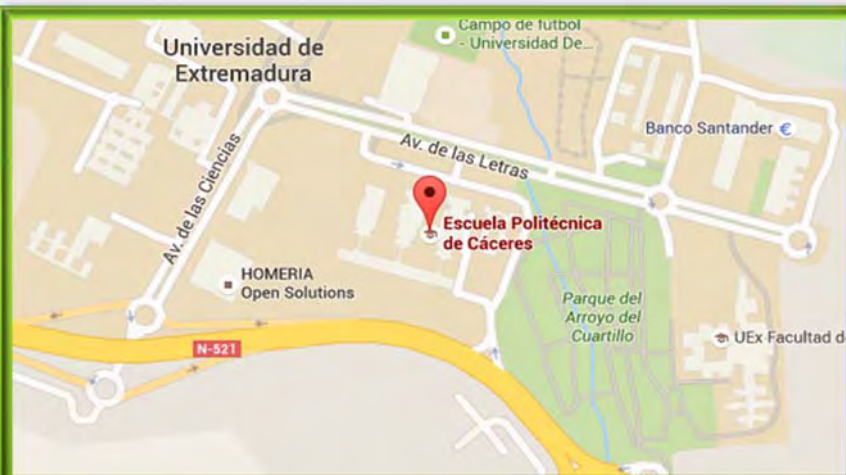 Campo de futbol
- Universidad De...
Universidad de
Extremadura
Banco Santander €
Av. de las Letras
Av. de las Ciencias
Escuela Politécnica
de Cáceres
HOMERIA
Open Solutions
Parque del
Arroyo del
Cuartillo
UEx Facultad d
N-521